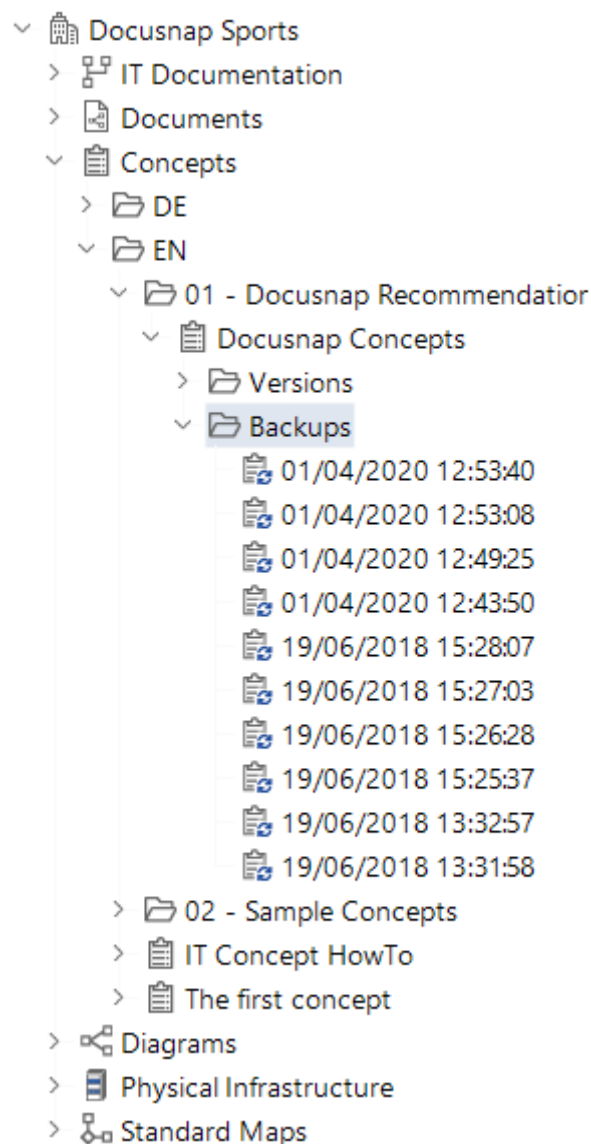 Docusnap Sports
IT Documentation
Documents
Concepts
DE
EN
01 - Docusnap Recommendation
Docusnap Concepts
Versions
Backups
01/04/2020 12:53:40
01/04/2020 12:53:08
01/04/2020 12:49:25
01/04/2020 12:43:50
19/06/2018 15:28:07
19/06/2018 15:27:03
19/06/2018 15:26:28
19/06/2018 15:25:37
19/06/2018 13:32:57
19/06/2018 13:31:58
02 - Sample Concepts
IT Concept HowTo
The first concept
Diagrams
Physical Infrastructure
Standard Maps